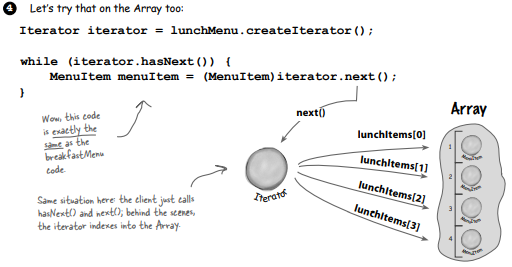 4 Let's try that on the Array too:
Iterator iterator = lunchMenu.createIterator();
while (iterator.hasNext()) {
MenuItem menuItem = (MenuItem)iterator.next();
}
Wow, this code
is exactly the
same as the
breakfastMenu
code.
next()
Array
lunchItems[0]
lunchItems[1]
lunchItems[2]
lunchItems[3]
Iterator
1
MenuItem
2
MenuItem
3
MenuItem
4
MenuItem
Same situation here: the client just calls
hasNext() and next(); behind the scenes,
the iterator indexes into the Array.